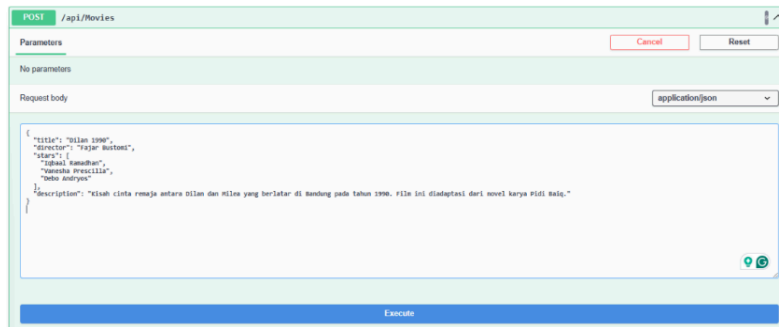 POST /api/Movies
Parameters
Cancel
Reset
No parameters
Request body
application/json
{
"title": "Dilan 1990",
"director": "Fajar Bustomi",
"stars": [
"Iqbaal Ramadhan",
"Vanesha Prescilla",
"Debo Andryos"
],
"description": "Kisah cinta remaja antara Dilan dan Milea yang berlatar di Bandung pada tahun 1990. Film ini diadaptasi dari novel karya Pidi Baiq."
}
Execute